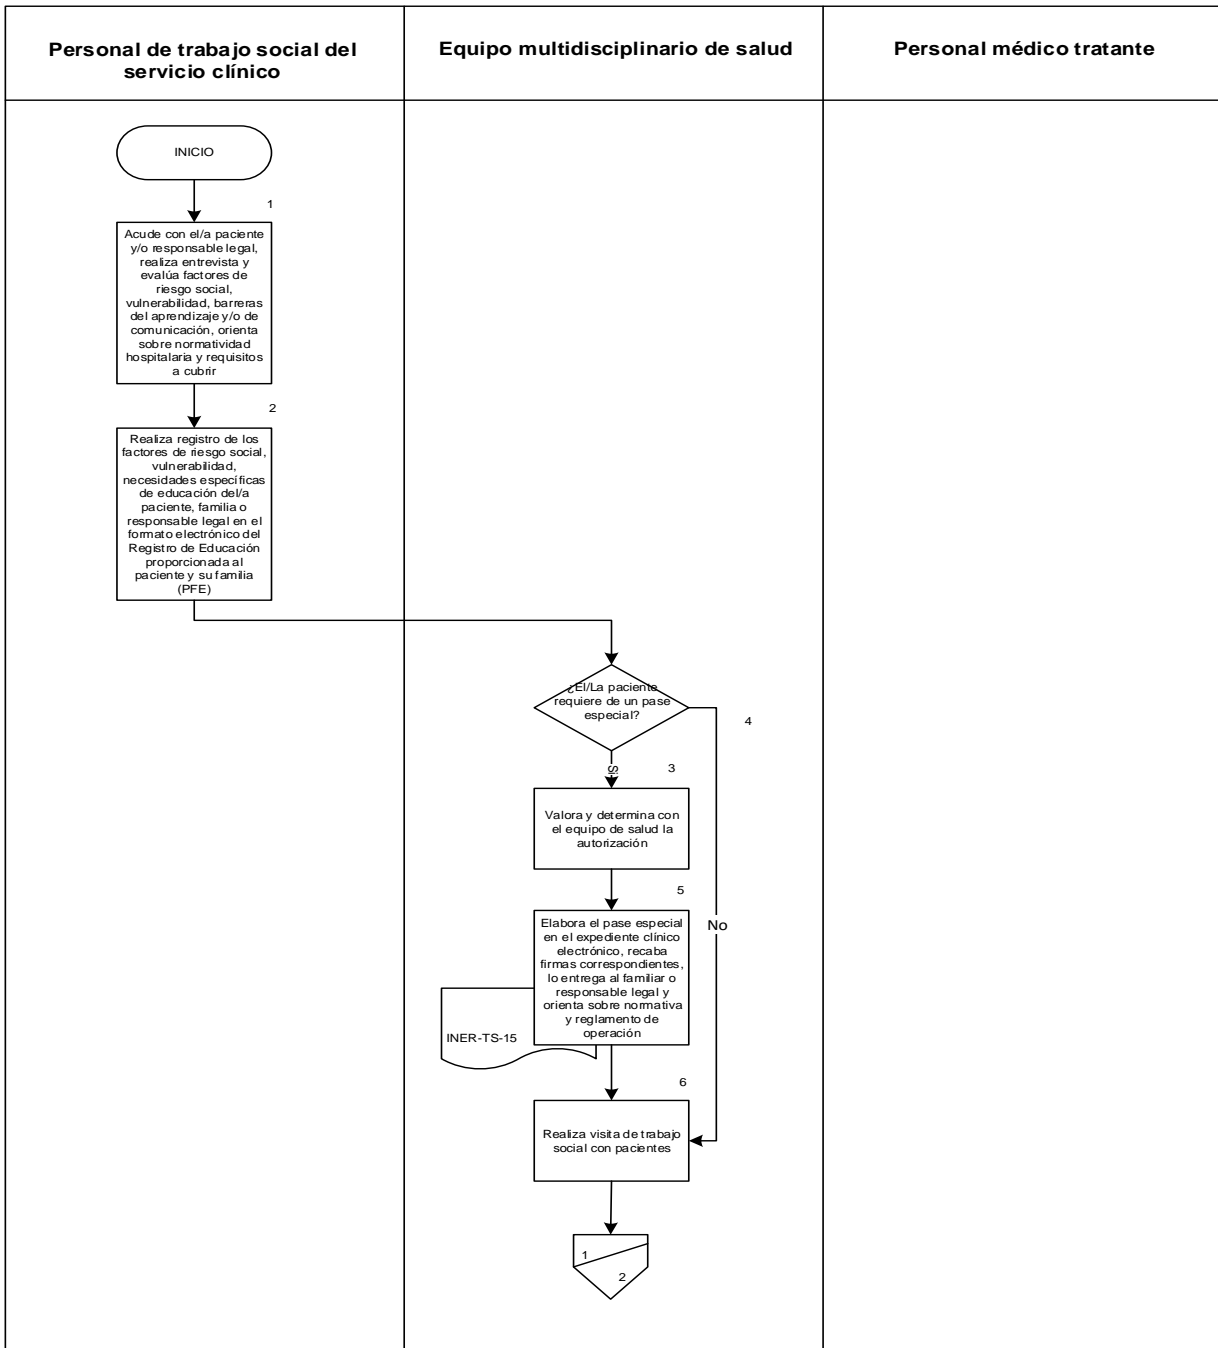 Personal de trabajo social del
servicio clínico
Equipo multidisciplinario de salud
Personal médico tratante
INICIO
1
Acude con el/a paciente
y/o responsable legal,
realiza entrevista y
evalúa factores de
riesgo social,
vulnerabilidad, barreras
del aprendizaje y/o de
comunicación, orienta
sobre normatividad
hospitalaria y requisitos
a cubrir
2
Realiza registro de los
factores de riesgo social,
vulnerabilidad,
necesidades específicas
de educación del/a
paciente, familia o
responsable legal en el
formato electrónico del
Registro de Educación
proporcionada al
paciente y su familia
(PFE)
¿El/La paciente
requiere de un pase
especial?
4
Si
3
Valora y determina con
el equipo de salud la
autorización
5
No
Elabora el pase especial
en el expediente clínico
electrónico, recaba
firmas correspondientes,
lo entrega al familiar o
responsable legal y
orienta sobre normativa
y reglamento de
operación
INER-TS-15
6
Realiza visita de trabajo
social con pacientes
1
2